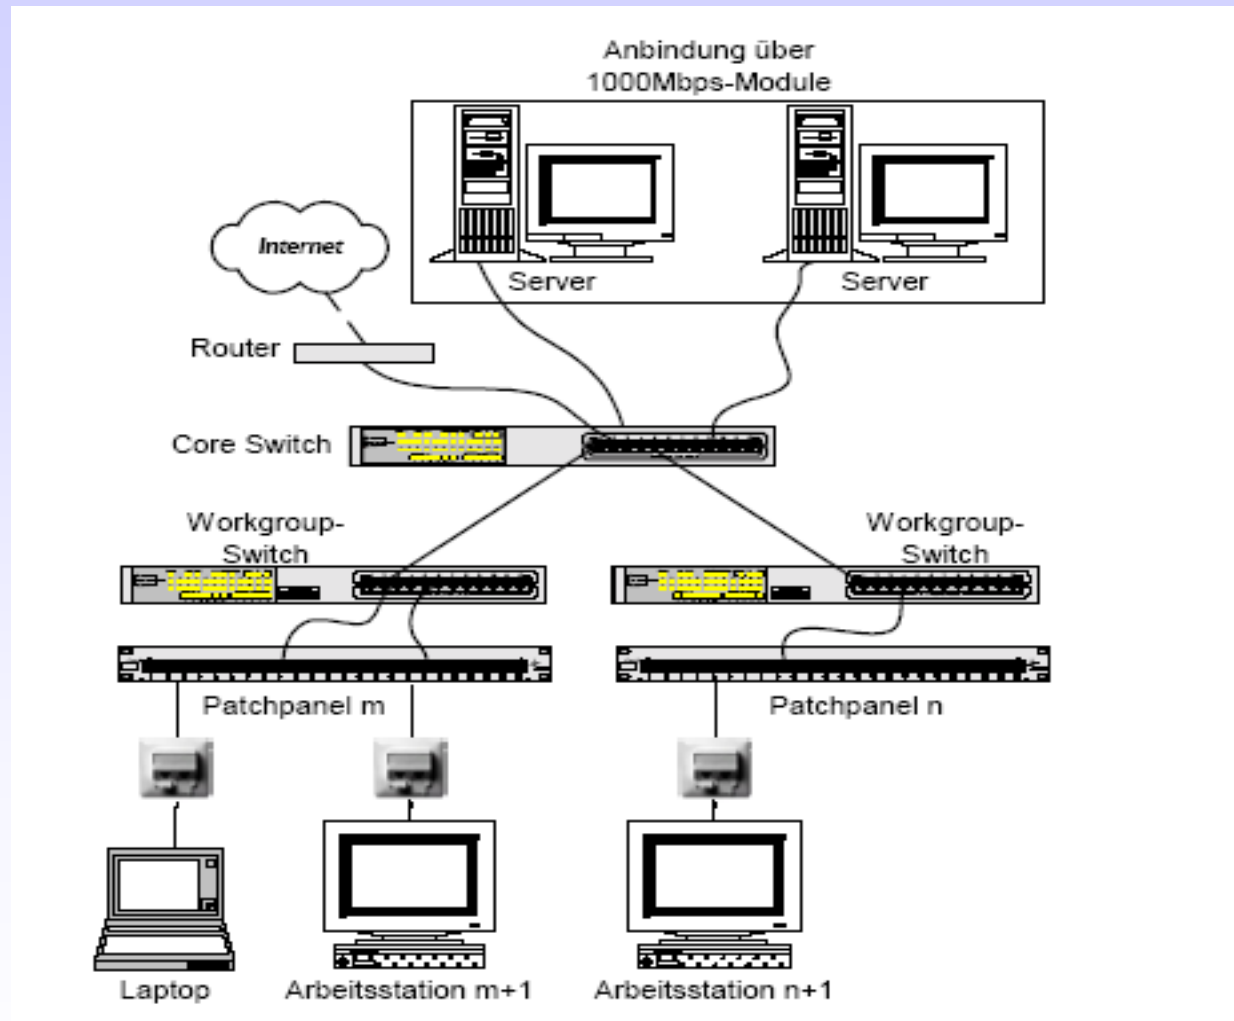 Anbindung über
1000Mbps-Module
Internet
Server
Server
Router
Core Switch
Workgroup-
Switch
Workgroup-
Switch
Patchpanel m
Patchpanel n
Laptop
Arbeitsstation m+1
Arbeitsstation n+1